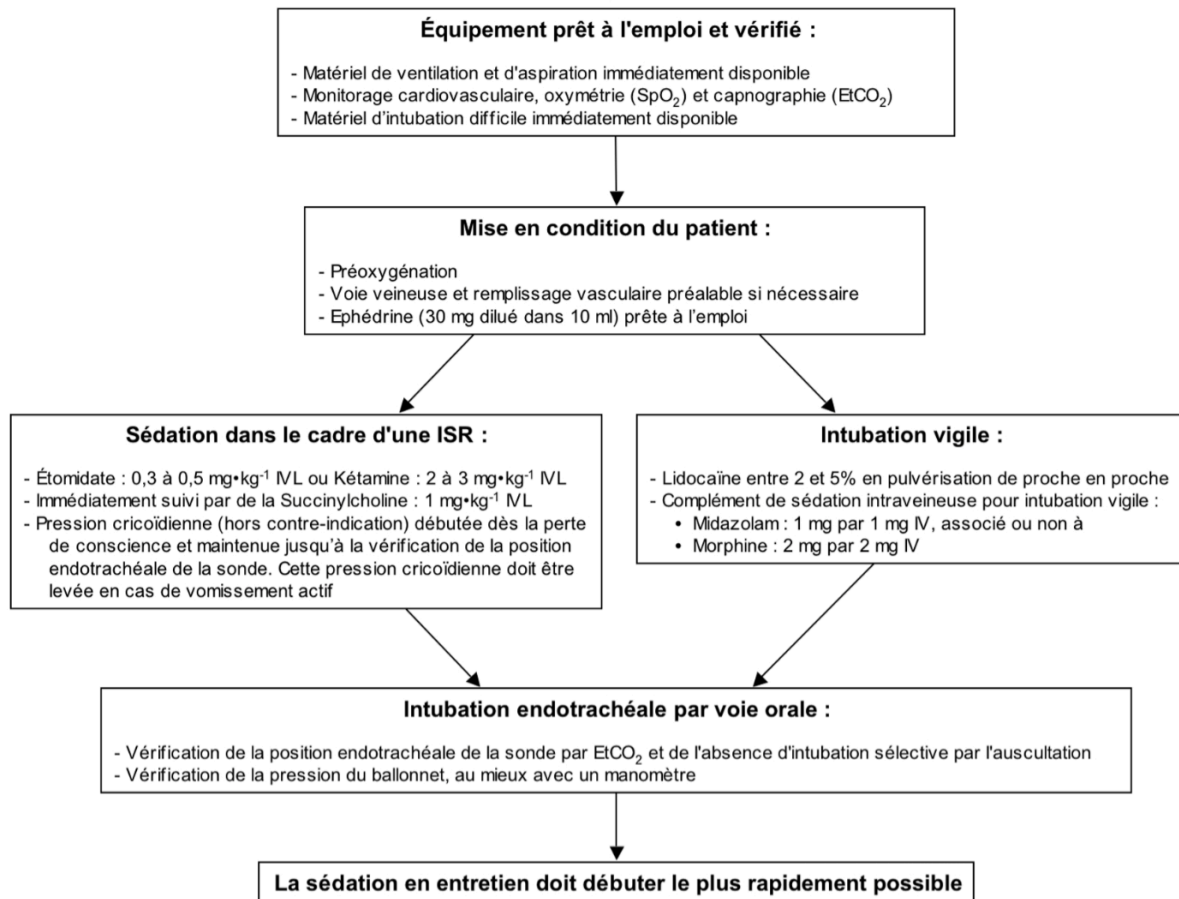 Équipement prêt à l'emploi et vérifié :
- Matériel de ventilation et d'aspiration immédiatement disponible
- Monitorage cardiovasculaire, oxymétrie (SpO₂) et capnographie (EtCO₂)
- Matériel d'intubation difficile immédiatement disponible
Mise en condition du patient :
- Préoxygénation
- Voie veineuse et remplissage vasculaire préalable si nécessaire
- Ephédrine (30 mg dilué dans 10 ml) prête à l'emploi
Sédation dans le cadre d'une ISR :
- Étomidate : 0,3 à 0,5 mg•kg⁻¹ IVL ou Kétamine : 2 à 3 mg•kg⁻¹ IVL
- Immédiatement suivi par de la Succinylcholine : 1 mg•kg⁻¹ IVL
- Pression cricoïdienne (hors contre-indication) débutée dès la perte
de conscience et maintenue jusqu'à la vérification de la position
endotrachéale de la sonde. Cette pression cricoïdienne doit être
levée en cas de vomissement actif
Intubation vigile :
- Lidocaïne entre 2 et 5% en pulvérisation de proche en proche
- Complément de sédation intraveineuse pour intubation vigile :
• Midazolam : 1 mg par 1 mg IV, associé ou non à
• Morphine : 2 mg par 2 mg IV
Intubation endotrachéale par voie orale :
- Vérification de la position endotrachéale de la sonde par EtCO₂ et de l'absence d'intubation sélective par l'auscultation
- Vérification de la pression du ballonnet, au mieux avec un manomètre
La sédation en entretien doit débuter le plus rapidement possible